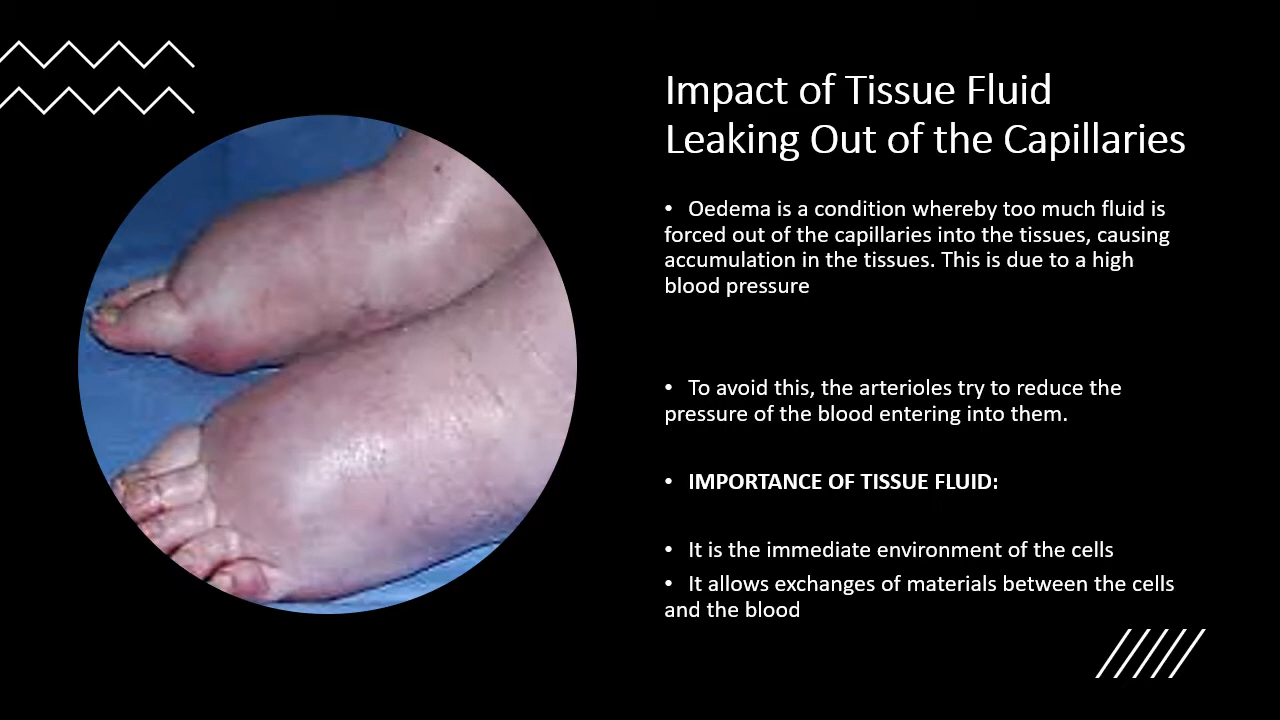 Impact of Tissue Fluid
Leaking Out of the Capillaries
• Oedema is a condition whereby too much fluid is
forced out of the capillaries into the tissues, causing
accumulation in the tissues. This is due to a high
blood pressure
• To avoid this, the arterioles try to reduce the
pressure of the blood entering into them.
• IMPORTANCE OF TISSUE FLUID:
• It is the immediate environment of the cells
• It allows exchanges of materials between the cells
and the blood